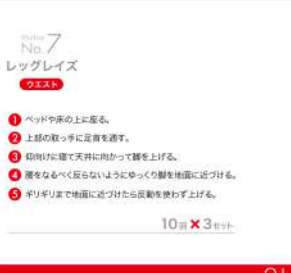 No.7
レッグレイズ
ウエスト
1 ベッドや床の上に座る。
2 上部の取っ手に足首を通す。
3 仰向けに寝て天井に向かって脚を上げる。
4 腰をなるべく反らないようにゆっくり脚を地面に近づける。
5 ギリギリまで地面に近づけたら反動を使わず上げる。
10回×3セット